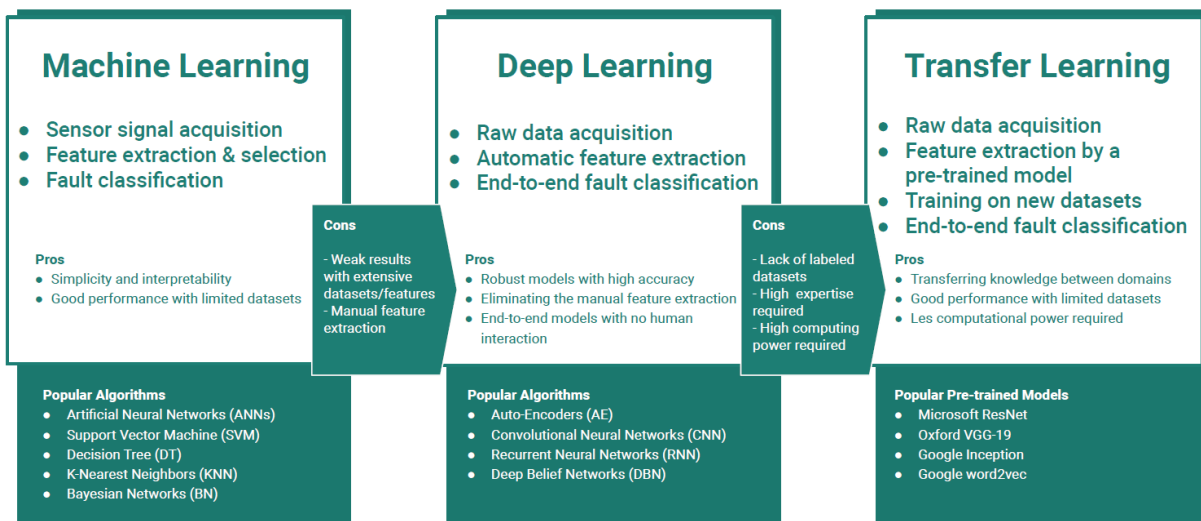 Machine Learning
● Sensor signal acquisition
● Feature extraction & selection
● Fault classification
Pros
● Simplicity and interpretability
● Good performance with limited datasets
Popular Algorithms
● Artificial Neural Networks (ANNs)
● Support Vector Machine (SVM)
● Decision Tree (DT)
● K-Nearest Neighbors (KNN)
● Bayesian Networks (BN)
Cons
- Weak results
with extensive
datasets/features
- Manual feature
extraction
Deep Learning
● Raw data acquisition
● Automatic feature extraction
● End-to-end fault classification
Pros
● Robust models with high accuracy
● Eliminating the manual feature extraction
● End-to-end models with no human
interaction
Popular Algorithms
● Auto-Encoders (AE)
● Convolutional Neural Networks (CNN)
● Recurrent Neural Networks (RNN)
● Deep Belief Networks (DBN)
Cons
- Lack of labeled
datasets
- High expertise
required
- High computing
power required
Transfer Learning
● Raw data acquisition
● Feature extraction by a
pre-trained model
● Training on new datasets
● End-to-end fault classification
Pros
● Transferring knowledge between domains
● Good performance with limited datasets
● Les computational power required
Popular Pre-trained Models
● Microsoft ResNet
● Oxford VGG-19
● Google Inception
● Google word2vec